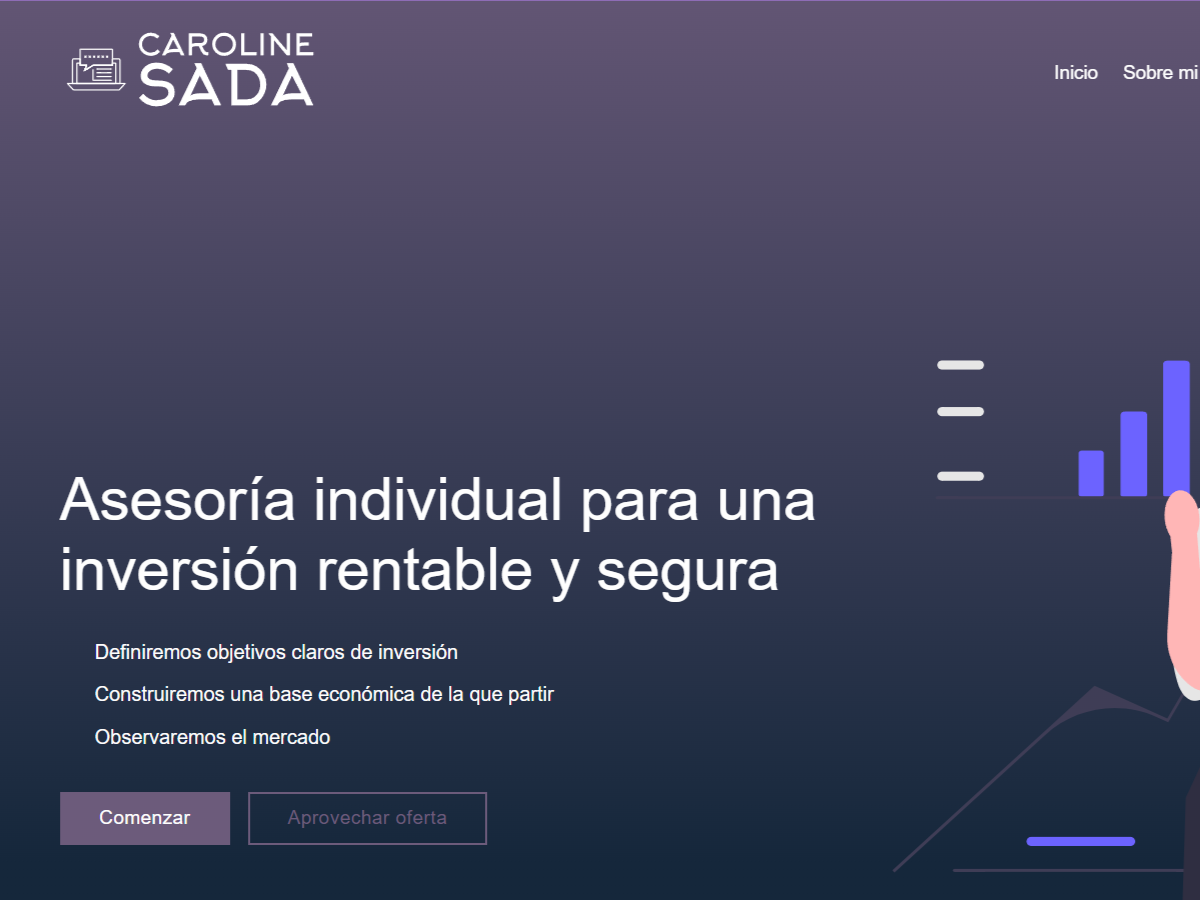 CAROLINE
SADA
Inicio Sobre mi
Asesoría individual para una
inversión rentable y segura
Definiremos objetivos claros de inversión
Construiremos una base económica de la que partir
Observaremos el mercado
Comenzar Aprovechar oferta